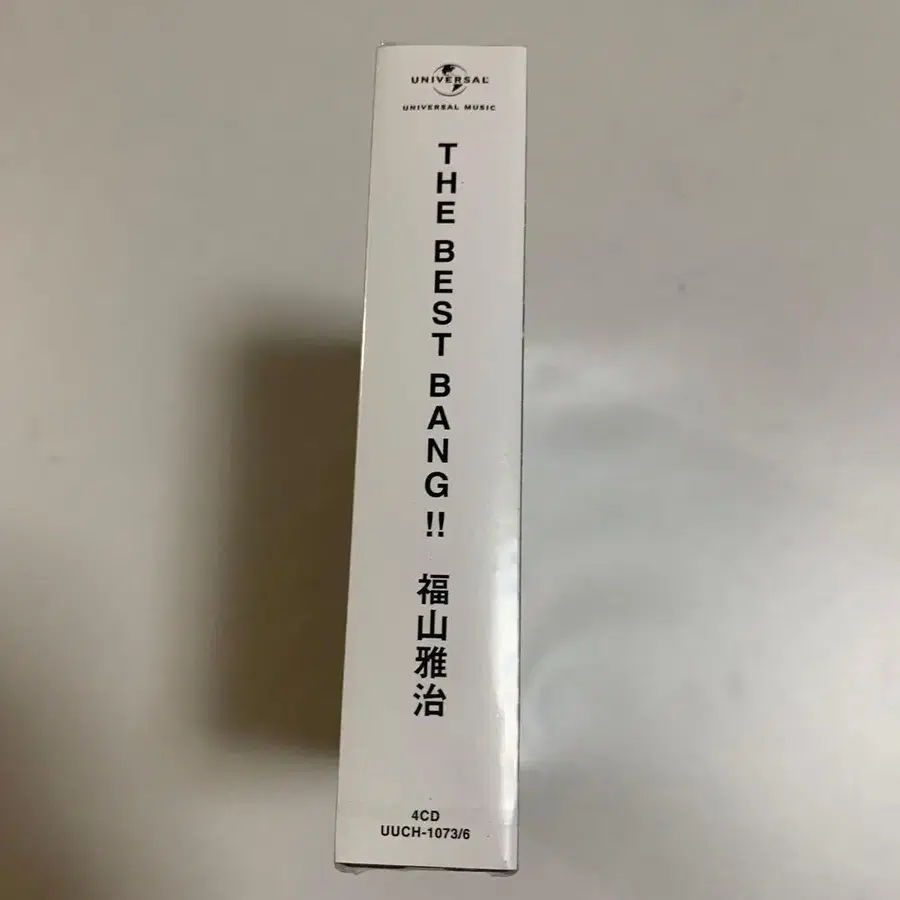 UNIVERSAL
UNIVERSAL MUSIC
THE BEST BANG!!
福山雅治
4CD
UUCH-1073/6